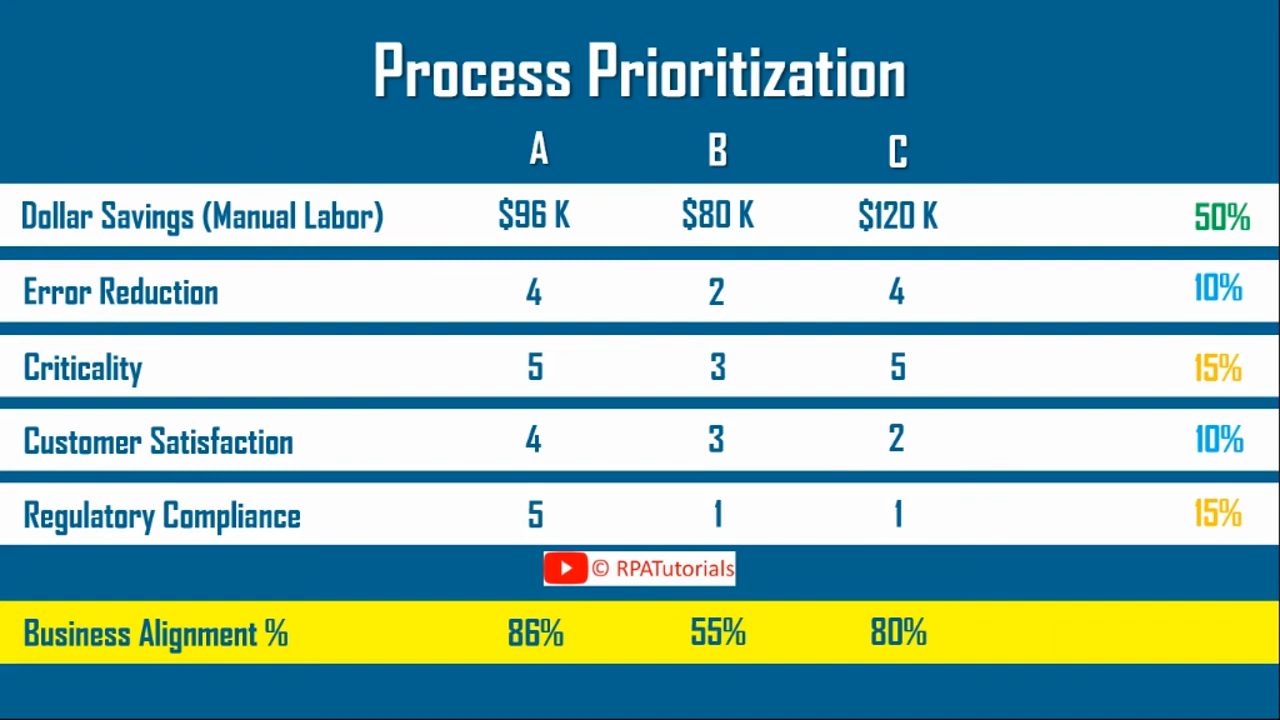 Process Prioritization
A B C
Dollar Savings (Manual Labor) $96 K $80 K $120 K 50%
Error Reduction 4 2 4 10%
Criticality 5 3 5 15%
Customer Satisfaction 4 3 2 10%
Regulatory Compliance 5 1 1 15%
© RPATutorials
Business Alignment % 86% 55% 80%